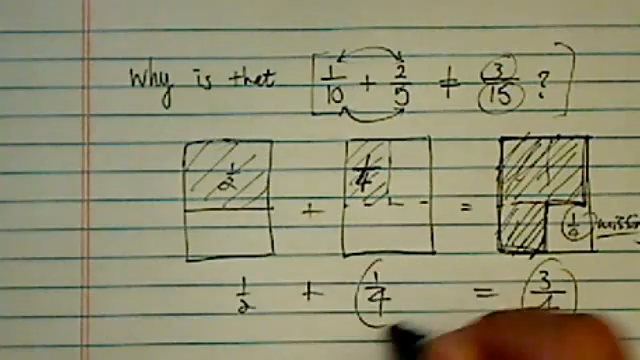 Why is that [1/10 + 2/5 ≠ 3/15 ?]
1/2 + 1/4 = 1/4
1/2 + 1/4 = 3/4